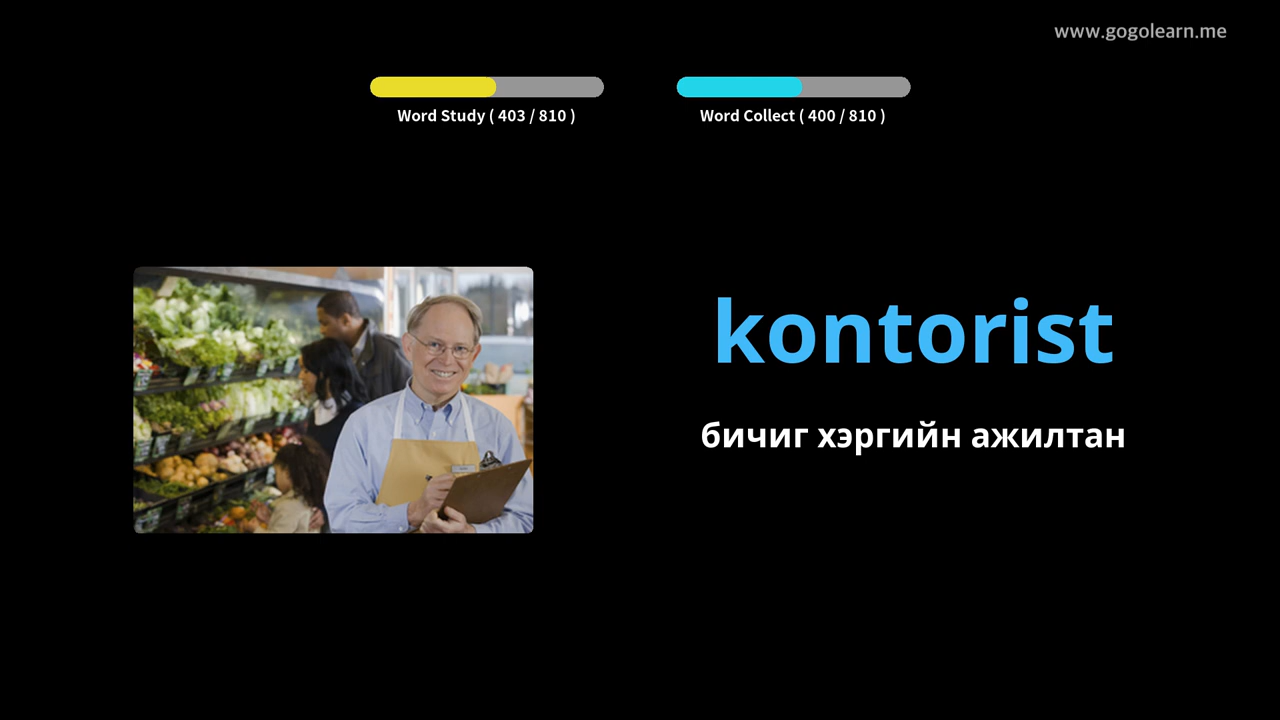 www.gogolearn.me
Word Study ( 403 / 810 )
Word Collect ( 400 / 810 )
kontorist
бичиг хэргийн ажилтан